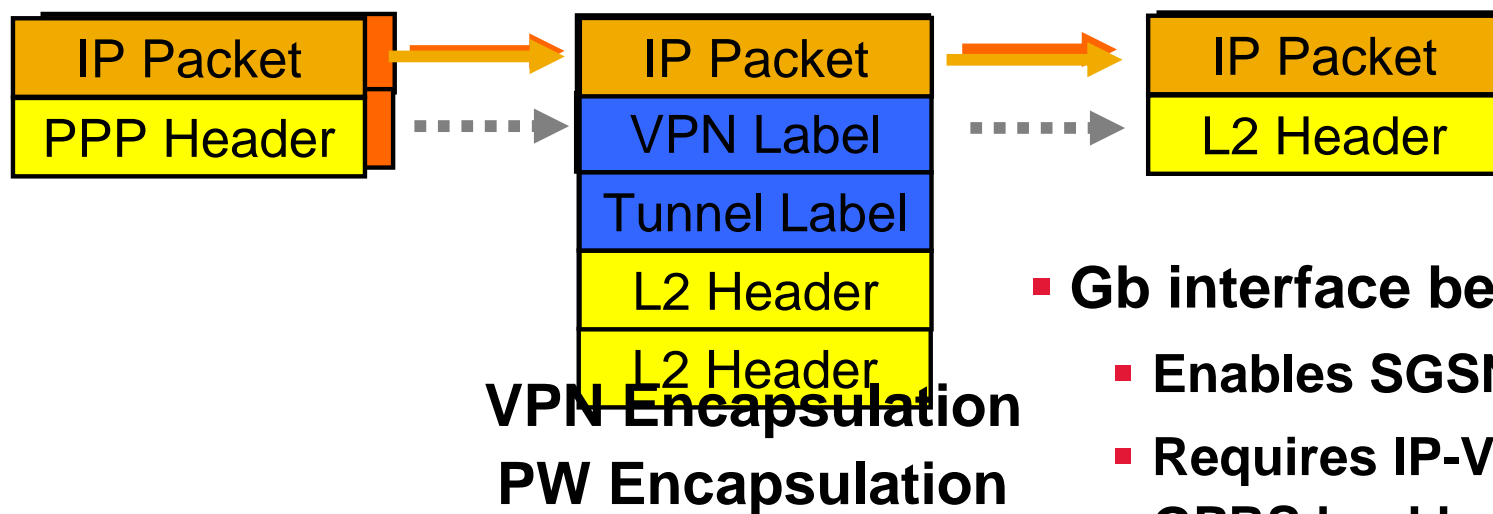 IP Packet
PPP Header
IP Packet
VPN Label
Tunnel Label
L2 Header
L2 Header
VPN Encapsulation
PW Encapsulation
IP Packet
L2 Header
Gb interface be
Enables SGSN
Requires IP-V